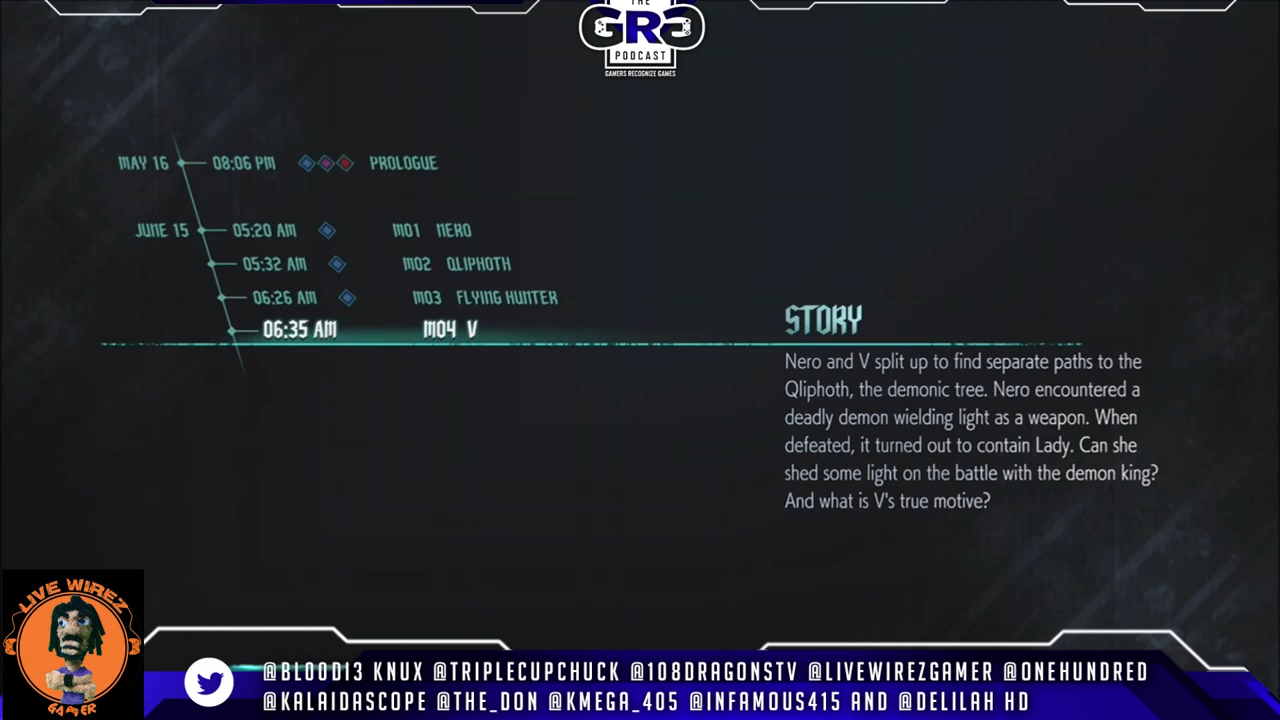 THE
GRG
PODCAST
GAMERS RECOGNIZE GAMES
MAY 16 08:06 PM PROLOGUE
JUNE 15 05:20 AM M01 NERO
05:32 AM M02 QLIPHOTH
06:26 AM M03 FLYING HUNTER
06:35 AM M04 V
STORY
Nero and V split up to find separate paths to the
Qliphoth, the demonic tree. Nero encountered a
deadly demon wielding light as a weapon. When
defeated, it turned out to contain Lady. Can she
shed some light on the battle with the demon king?
And what is V's true motive?
LIVE WIREZ
GAMER
@BLOOD13 KNUX @TRIPLECUPCHUCK @108DRAGONSTV @LIVEWIREZGAMER @ONEHUNDRED
@KALAIDASCOPE @THE_DON @KMEGA_405 @INFAMOUS415 AND @DELILAH HD